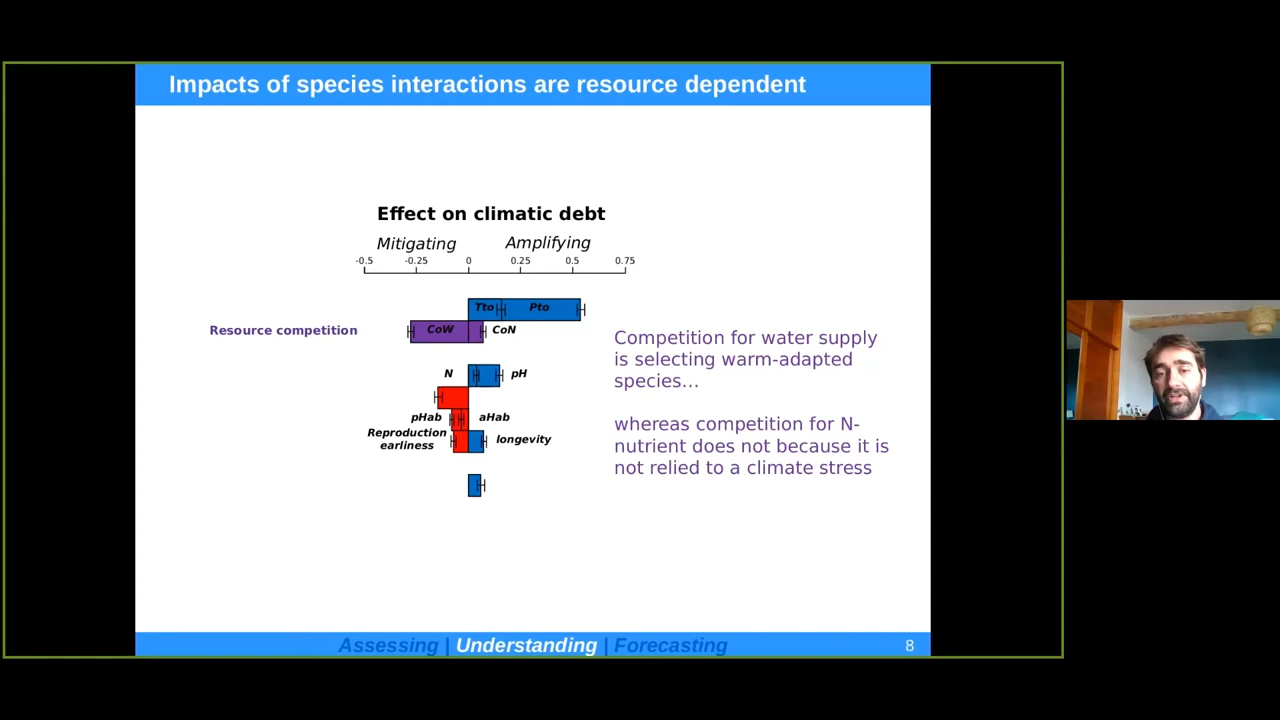 Impacts of species interactions are resource dependent
Effect on climatic debt
Mitigating Amplifying
-0.5 -0.25 0 0.25 0.5 0.75
Tto Pto
Resource competition CoW CoN
Competition for water supply
is selecting warm-adapted
species…
N pH
pHab aHab
whereas competition for N-
nutrient does not because it is
not relied to a climate stress
Reproduction
earliness
longevity
Assessing | Understanding | Forecasting
8